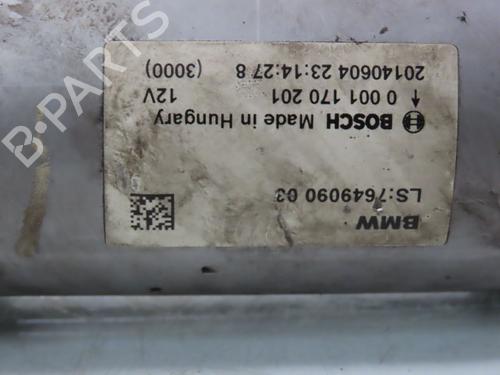 BMW
LS:7649090 03
BOSCH Made in Hungary
↑ 0 001 170 201 12V
20140604 23:14:27 8 (3000)
B-PARTS
B-PARTS